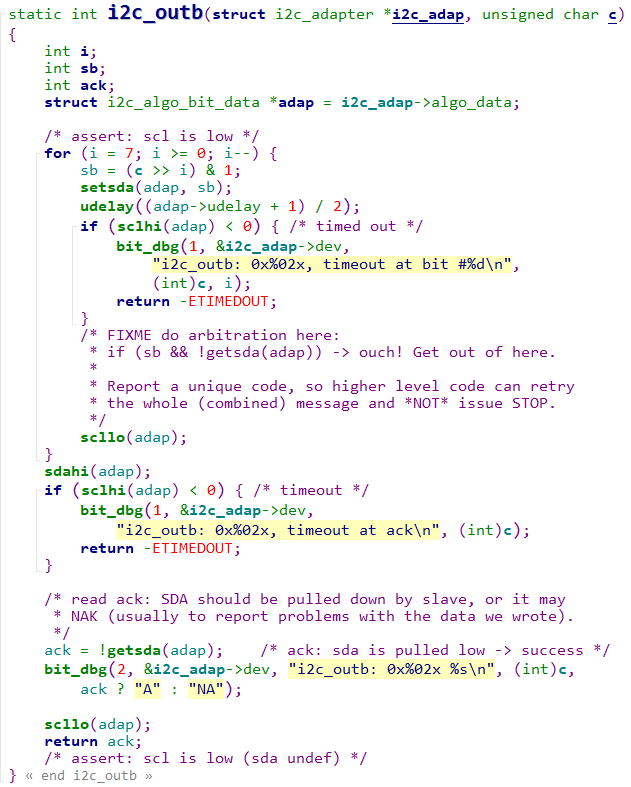 static int i2c_outb(struct i2c_adapter *i2c_adap, unsigned char c)
{
    int i;
    int sb;
    int ack;
    struct i2c_algo_bit_data *adap = i2c_adap->algo_data;

    /* assert: scl is low */
    for (i = 7; i >= 0; i--) {
        sb = (c >> i) & 1;
        setsda(adap, sb);
        udelay((adap->udelay + 1) / 2);
        if (sclhi(adap) < 0) { /* timed out */
            bit_dbg(1, &i2c_adap->dev,
                "i2c_outb: 0x%02x, timeout at bit #%d\n",
                (int)c, i);
            return -ETIMEDOUT;
        }
        /* FIXME do arbitration here:
         * if (sb && !getsda(adap)) -> ouch! Get out of here.
         *
         * Report a unique code, so higher level code can retry
         * the whole (combined) message and *NOT* issue STOP.
         */
        scllo(adap);
    }
    sdahi(adap);
    if (sclhi(adap) < 0) { /* timeout */
        bit_dbg(1, &i2c_adap->dev,
            "i2c_outb: 0x%02x, timeout at ack\n", (int)c);
        return -ETIMEDOUT;
    }

    /* read ack: SDA should be pulled down by slave, or it may
     * NAK (usually to report problems with the data we wrote).
     */
    ack = !getsda(adap);    /* ack: sda is pulled low -> success */
    bit_dbg(2, &i2c_adap->dev, "i2c_outb: 0x%02x %s\n", (int)c,
        ack ? "A" : "NA");

    scllo(adap);
    return ack;
    /* assert: scl is low (sda undef) */
} « end i2c_outb »